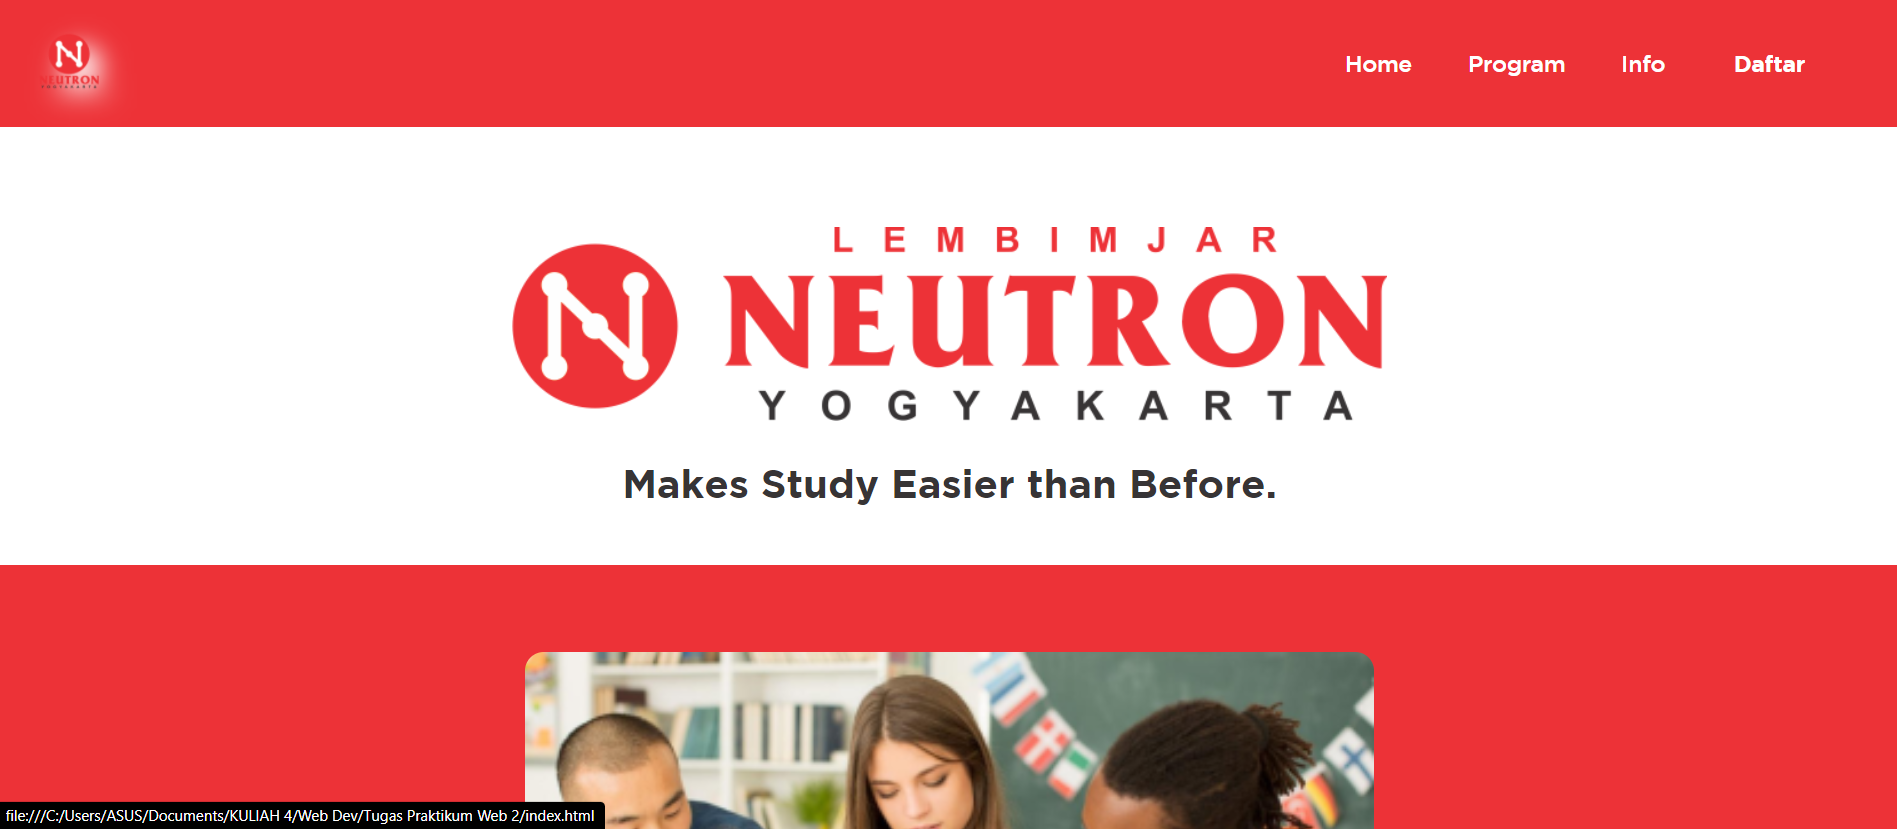 NEUTRON
YOGYAKARTA
Home Program Info Daftar
LEMBIMJAR
NEUTRON
YOGYAKARTA
Makes Study Easier than Before.
file:///C:/Users/ASUS/Documents/KULIAH 4/Web Dev/Tugas Praktikum Web 2/index.html